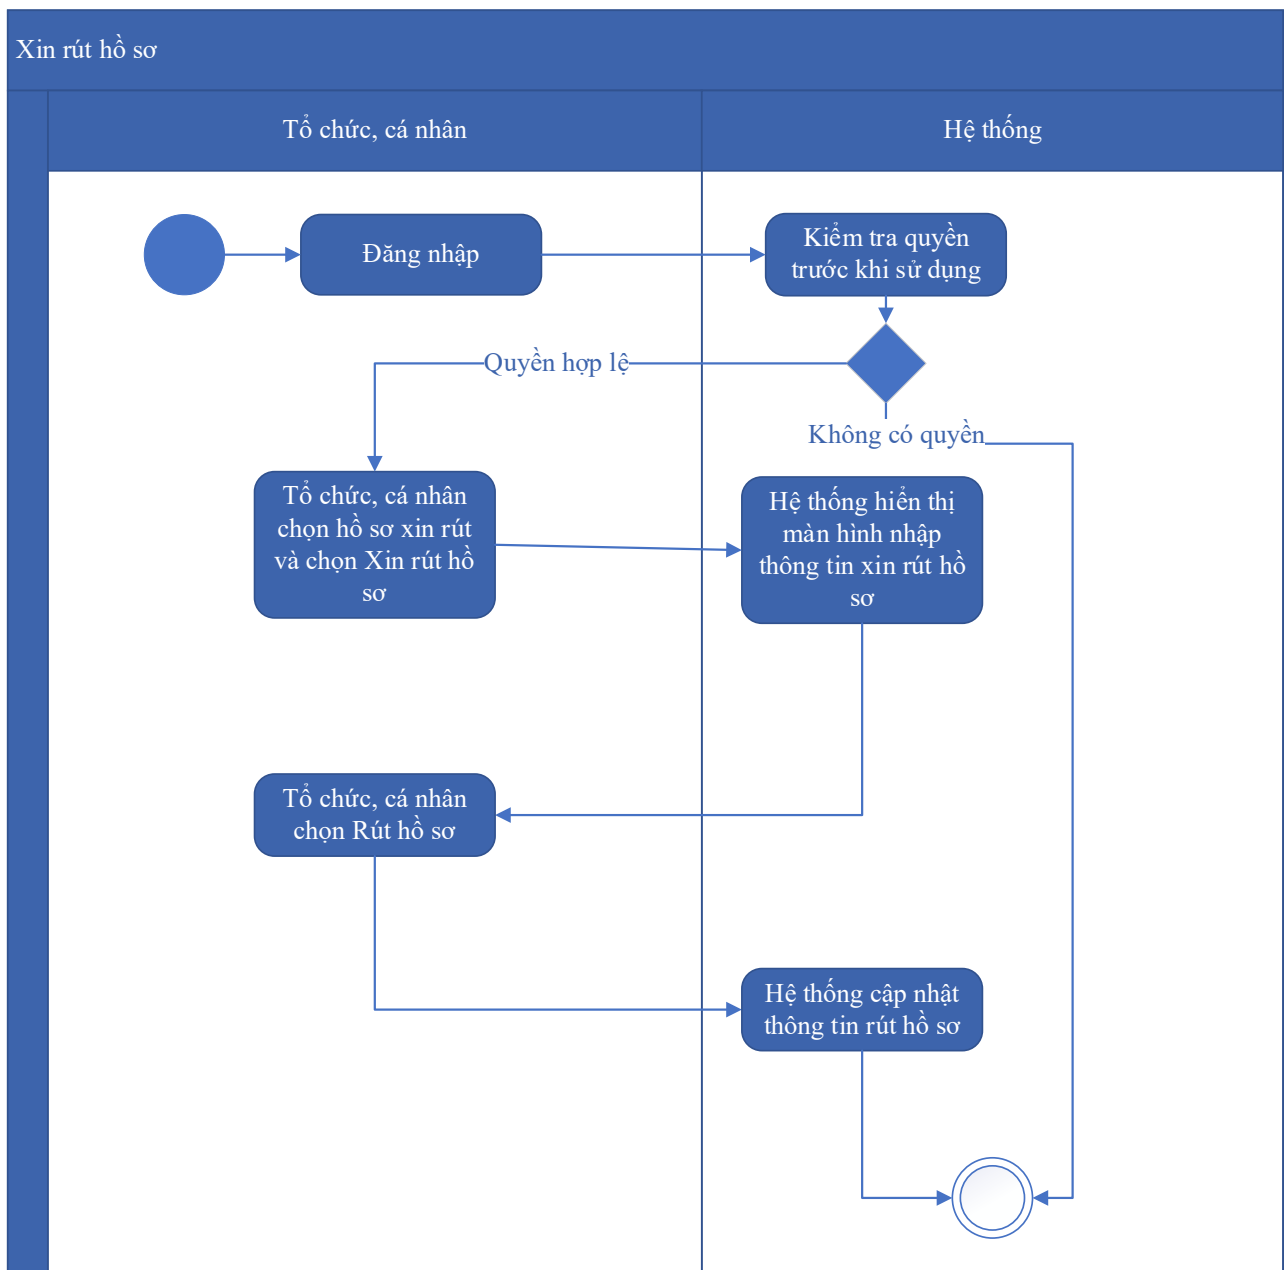 Xin rút hồ sơ
Tổ chức, cá nhân
Hệ thống
Đăng nhập
Kiểm tra quyền
trước khi sử dụng
Quyền hợp lệ
Không có quyền
Tổ chức, cá nhân
chọn hồ sơ xin rút
và chọn Xin rút hồ
sơ
Hệ thống hiển thị
màn hình nhập
thông tin xin rút hồ
sơ
Tổ chức, cá nhân
chọn Rút hồ sơ
Hệ thống cập nhật
thông tin rút hồ sơ